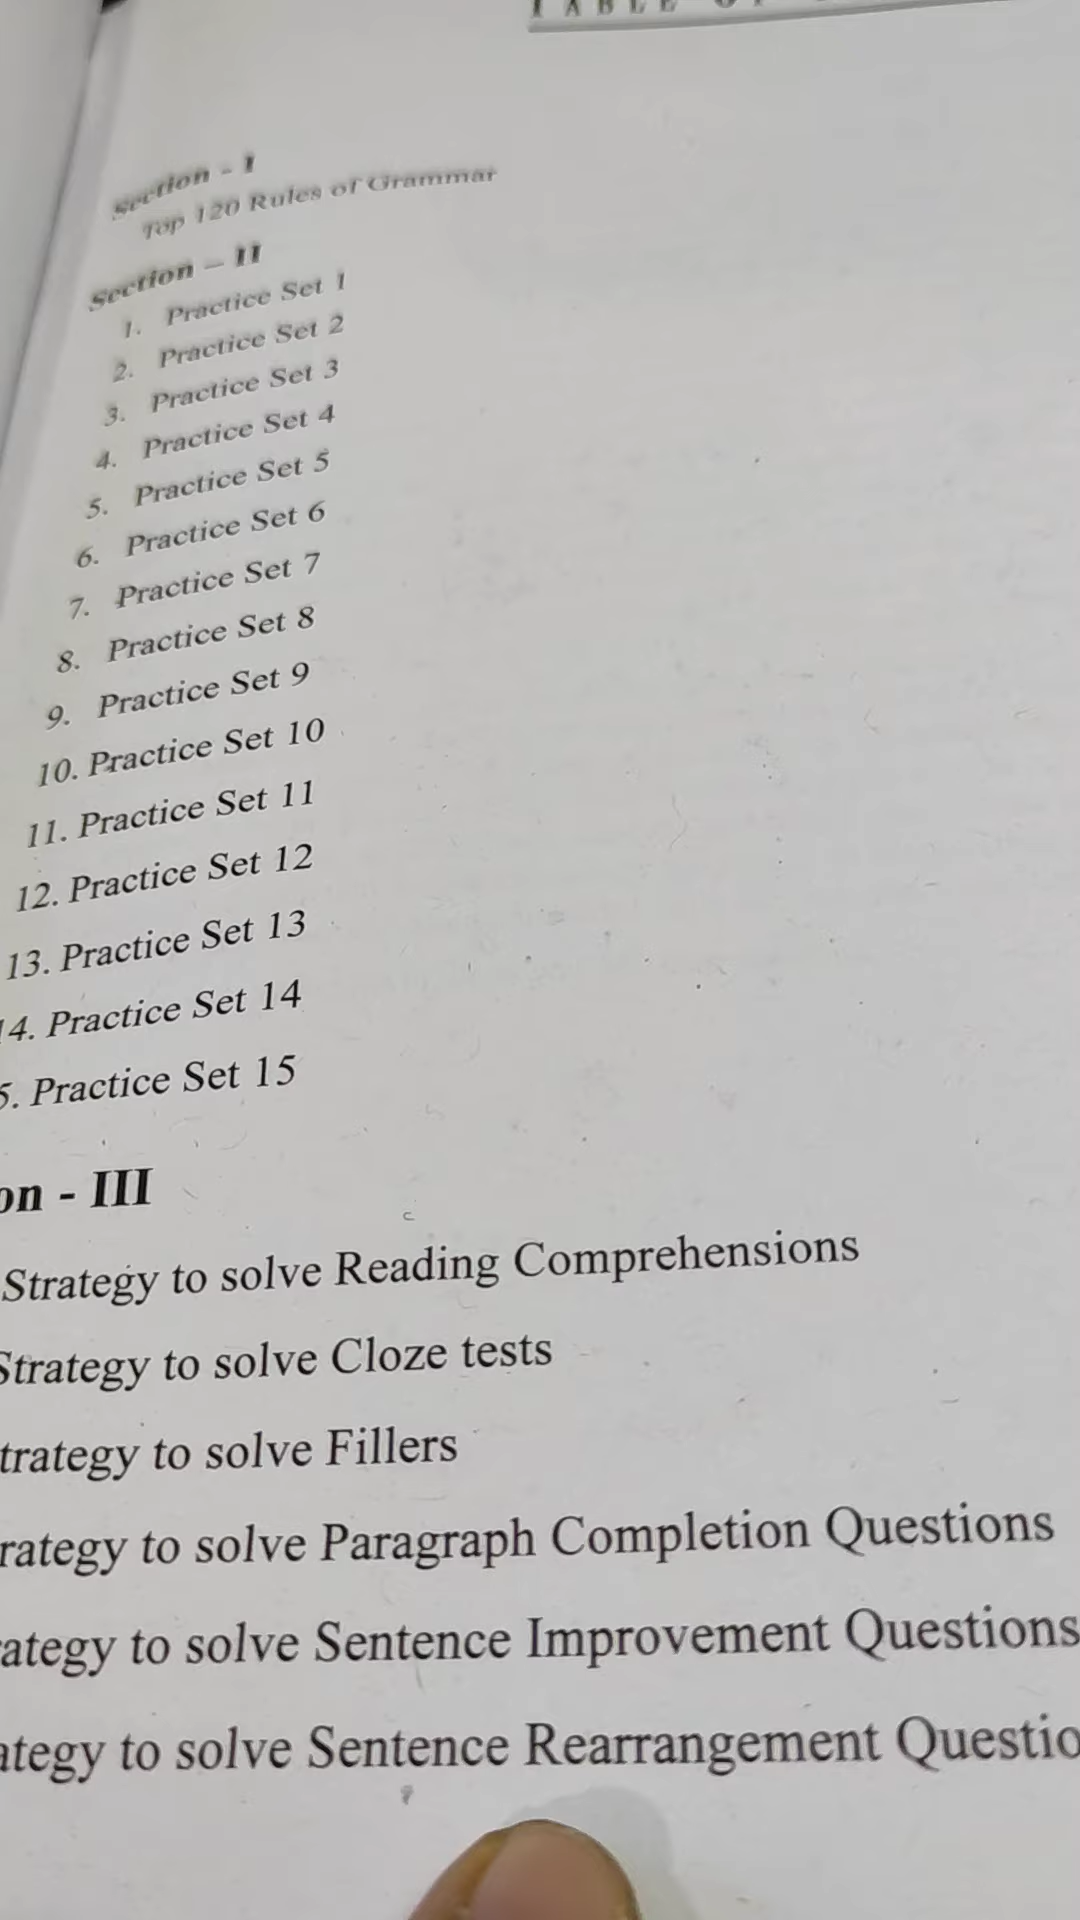 TABLE OF
Section - I
Top 120 Rules of Grammar
Section – II
1. Practice Set 1
2. Practice Set 2
3. Practice Set 3
4. Practice Set 4
5. Practice Set 5
6. Practice Set 6
7. Practice Set 7
8. Practice Set 8
9. Practice Set 9
10. Practice Set 10
11. Practice Set 11
12. Practice Set 12
13. Practice Set 13
14. Practice Set 14
5. Practice Set 15
on - III
Strategy to solve Reading Comprehensions
Strategy to solve Cloze tests
trategy to solve Fillers
rategy to solve Paragraph Completion Questions
ategy to solve Sentence Improvement Questions
ategy to solve Sentence Rearrangement Questio